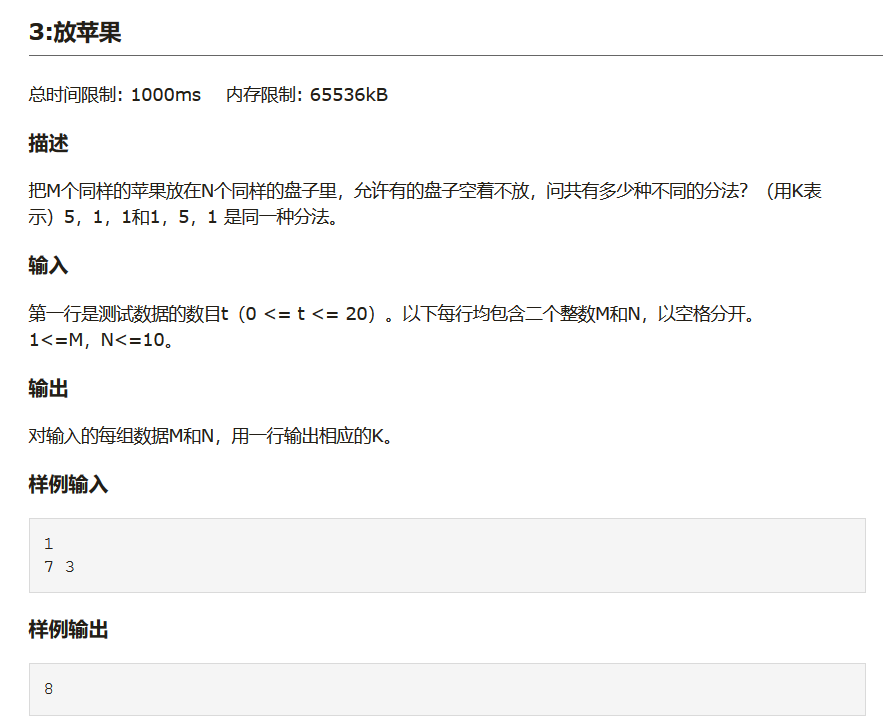 3:放苹果
总时间限制: 1000ms 内存限制: 65536kB
描述
把M个同样的苹果放在N个同样的盘子里，允许有的盘子空着不放，问共有多少种不同的分法？（用K表
示）5，1，1和1，5，1 是同一种分法。
输入
第一行是测试数据的数目t（0 <= t <= 20）。以下每行均包含二个整数M和N，以空格分开。
1<=M，N<=10。
输出
对输入的每组数据M和N，用一行输出相应的K。
样例输入
1
7 3
样例输出
8